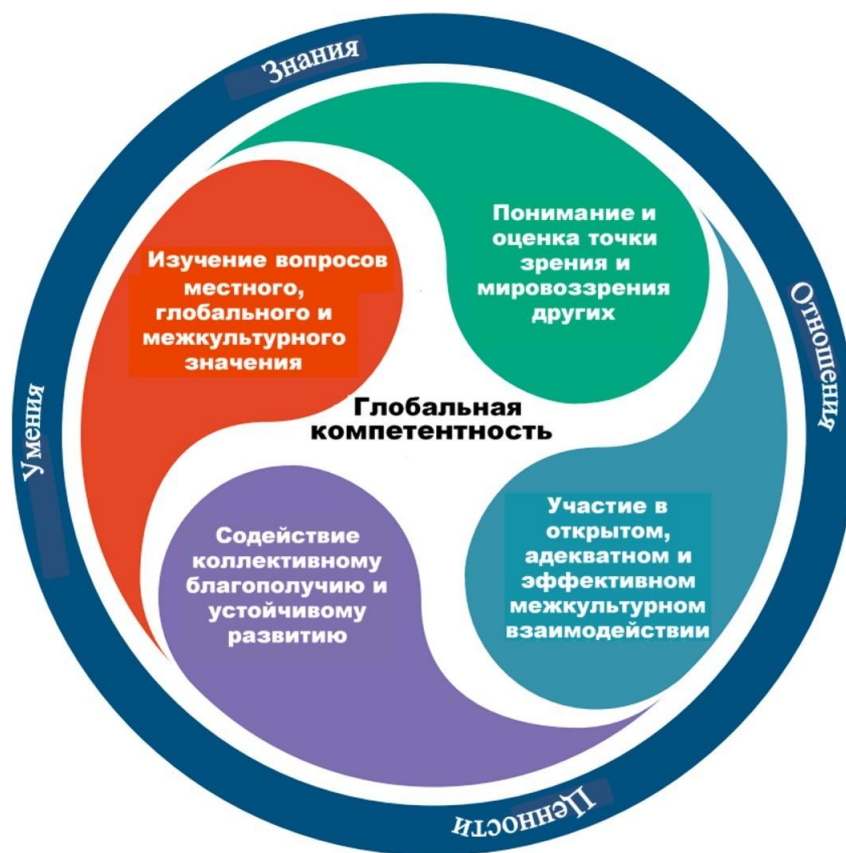 Знания
Изучение вопросов
местного,
глобального и
межкультурного
значения
Понимание и
оценка точки
зрения и
мировоззрения
других
Отношения
Умения
Глобальная
компетентность
Содействие
коллективному
благополучию и
устойчивому
развитию
Участие в
открытом,
адекватном и
эффективном
межкультурном
взаимодействии
Ценности